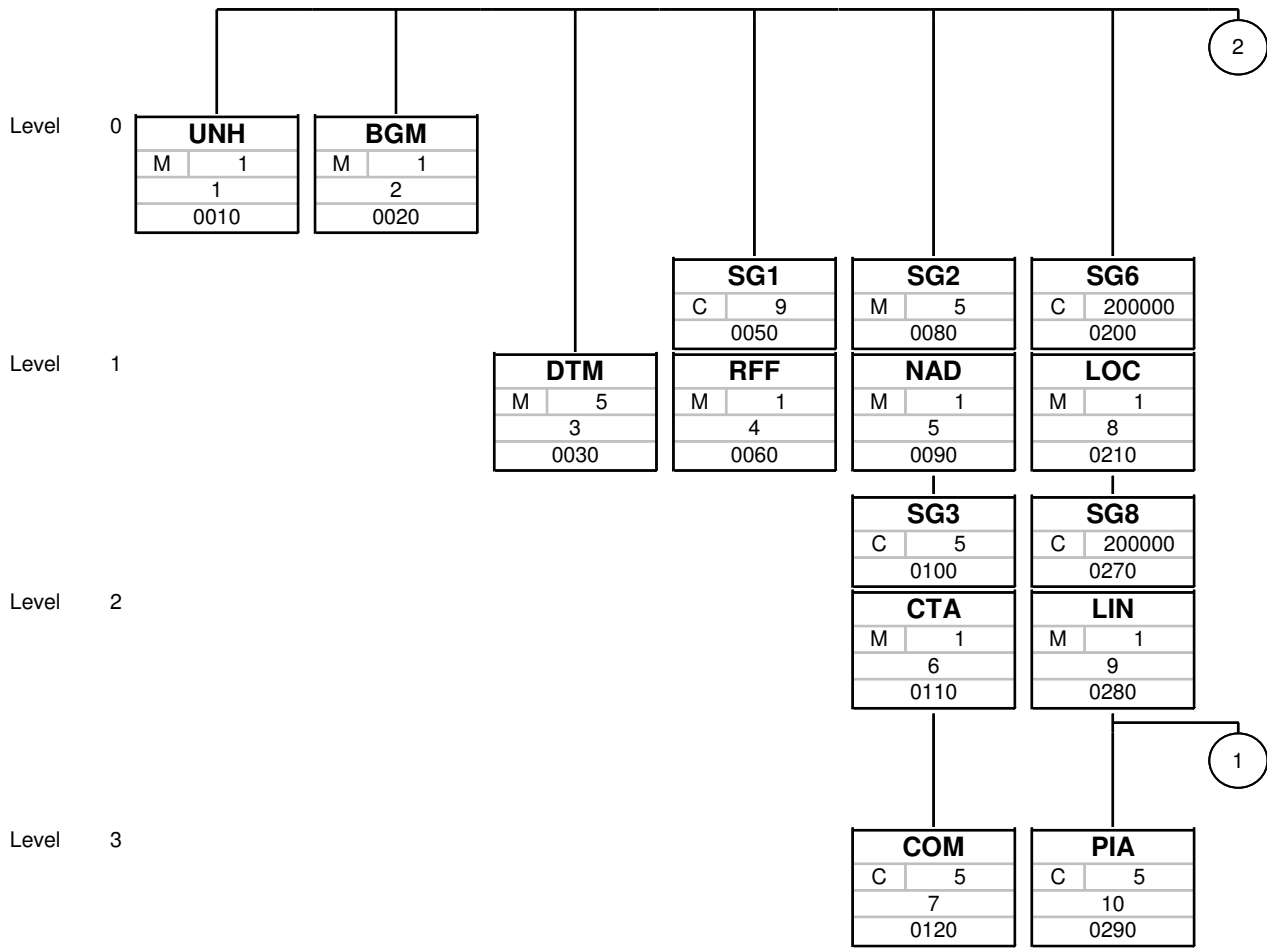 2
Level 0
UNH
M 1
1
0010
BGM
M 1
2
0020
SG1
C 9
0050
SG2
M 5
0080
SG6
C 200000
0200
Level 1
DTM
M 5
3
0030
RFF
M 1
4
0060
NAD
M 1
5
0090
LOC
M 1
8
0210
SG3
C 5
0100
SG8
C 200000
0270
Level 2
CTA
M 1
6
0110
LIN
M 1
9
0280
1
Level 3
COM
C 5
7
0120
PIA
C 5
10
0290